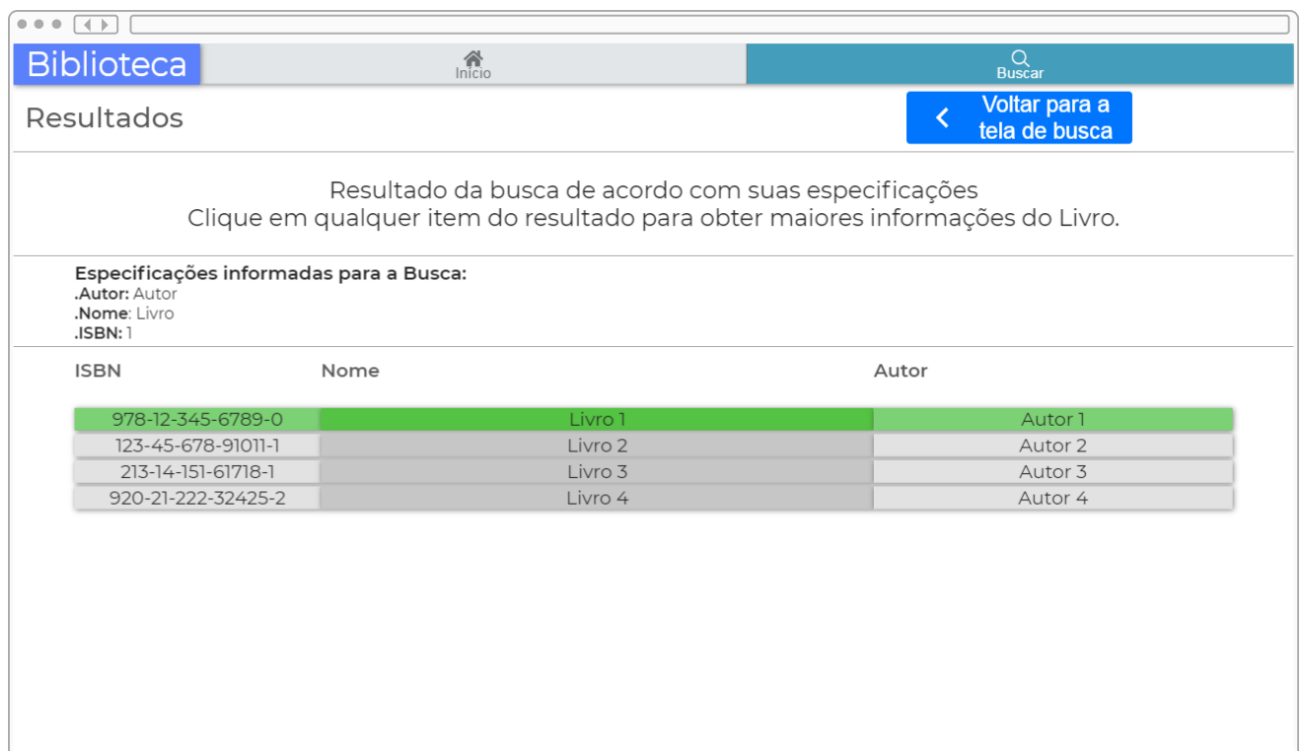 Biblioteca
Início
Buscar
Resultados
Voltar para a
tela de busca
Resultado da busca de acordo com suas especificações
Clique em qualquer item do resultado para obter maiores informações do Livro.
Especificações informadas para a Busca:
.Autor: Autor
.Nome: Livro
.ISBN: 1
ISBN Nome Autor
978-12-345-6789-0 Livro 1 Autor 1
123-45-678-91011-1 Livro 2 Autor 2
213-14-151-61718-1 Livro 3 Autor 3
920-21-222-32425-2 Livro 4 Autor 4